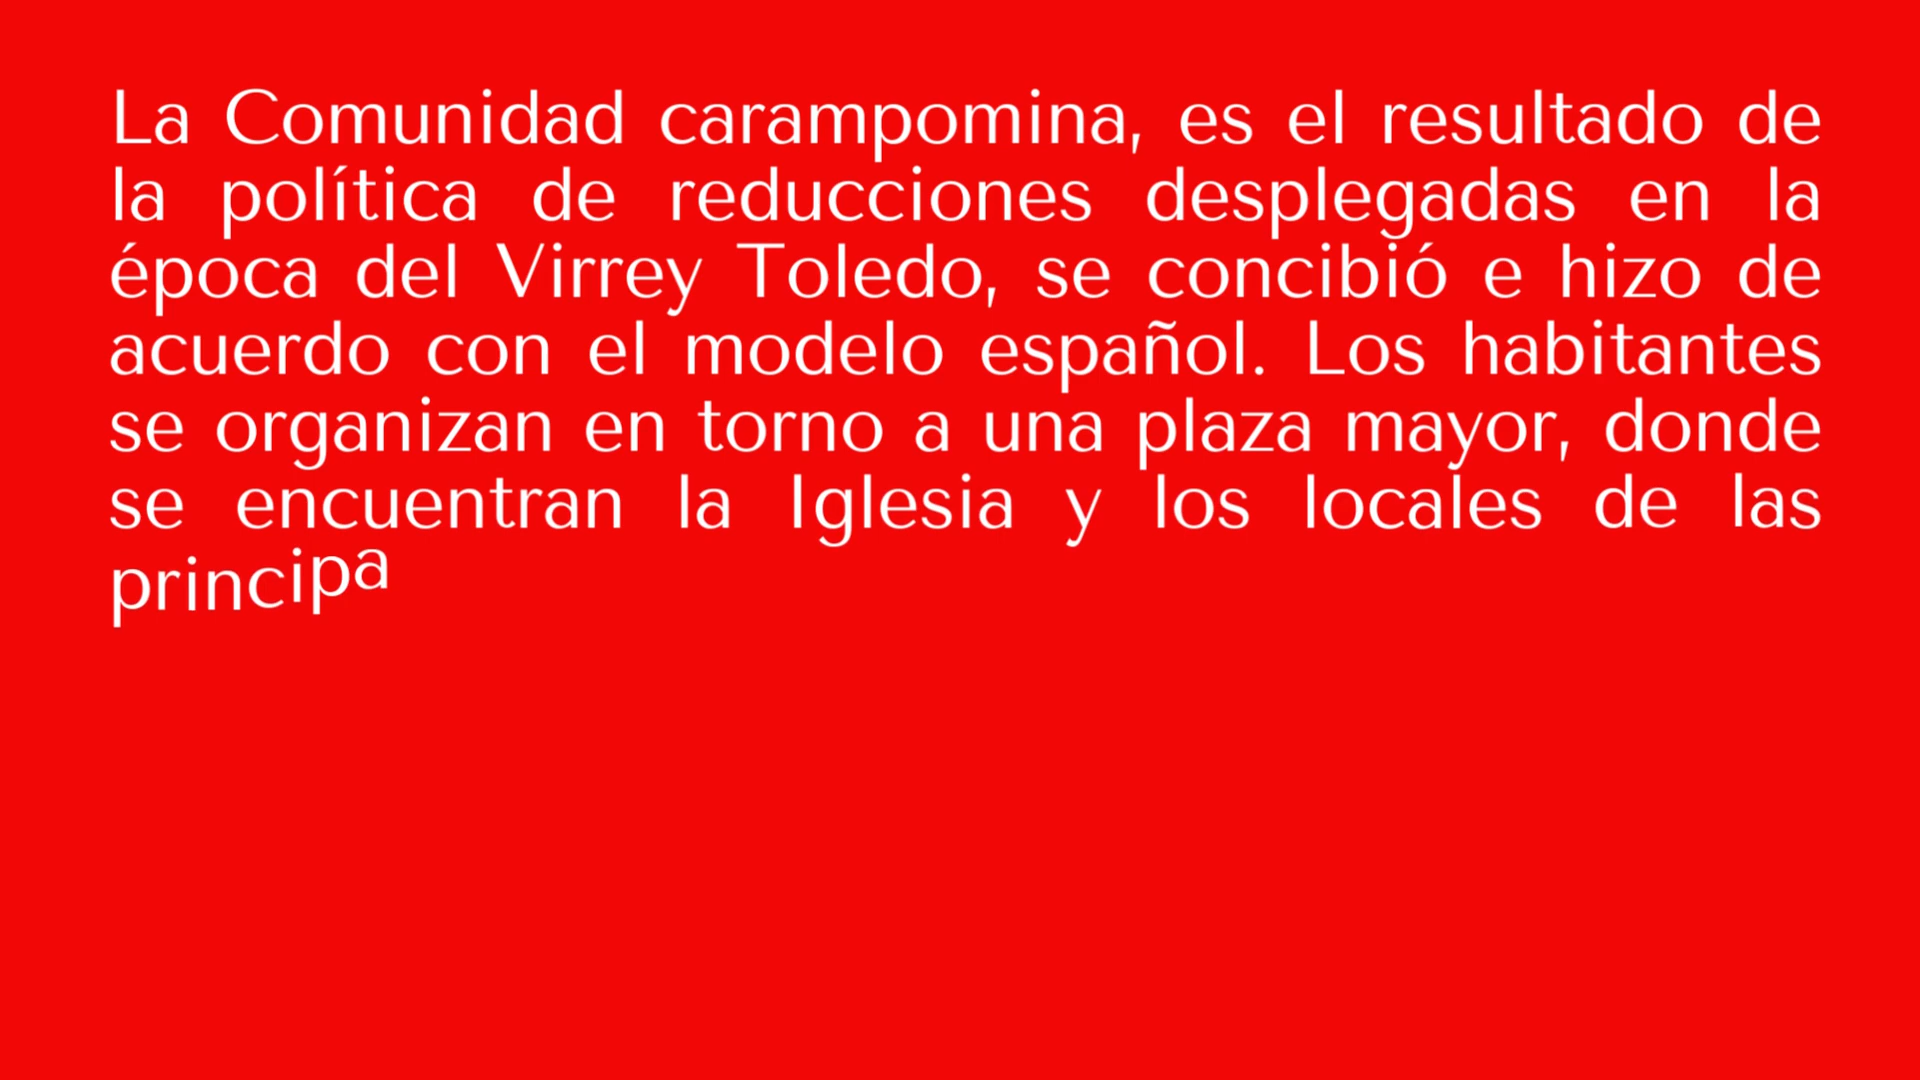 La Comunidad carampomina, es el resultado de
la política de reducciones desplegadas en la
época del Virrey Toledo, se concibió e hizo de
acuerdo con el modelo español. Los habitantes
se organizan en torno a una plaza mayor, donde
se encuentran la Iglesia y los locales de las
principa